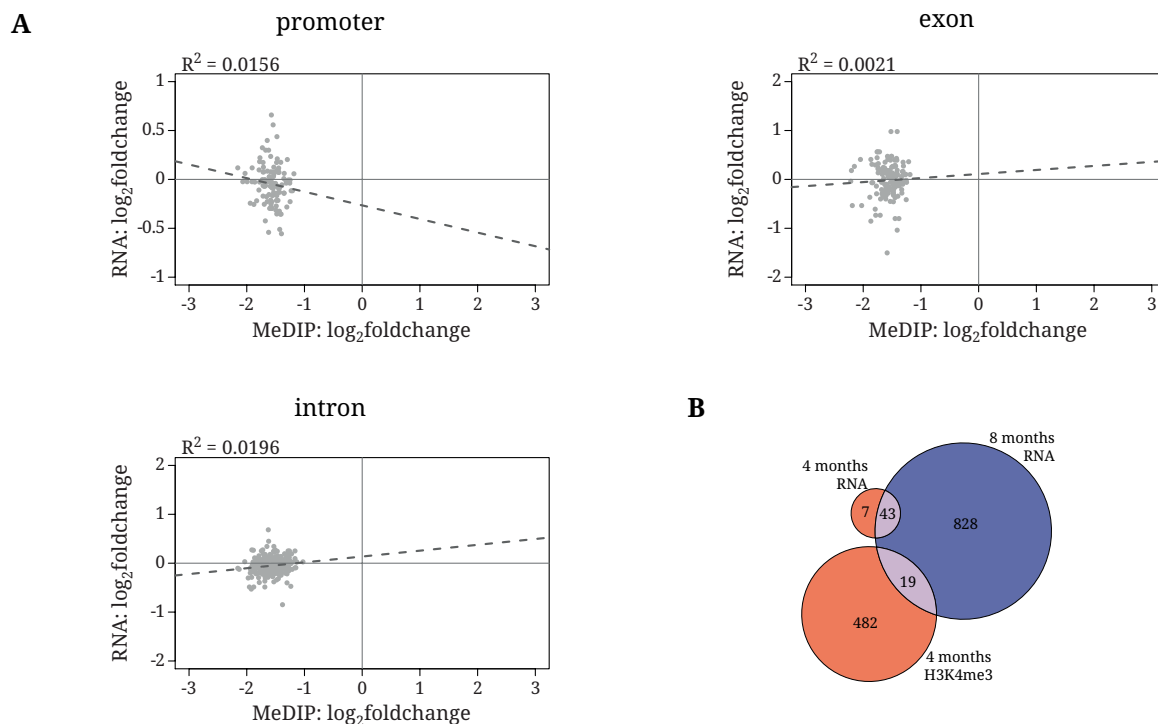 A
promoter
R² = 0.0156
1
0.5
0
-0.5
-1
RNA: log₂foldchange
-3 -2 -1 0 1 2 3
MeDIP: log₂foldchange
exon
R² = 0.0021
2
1
0
-1
-2
RNA: log₂foldchange
-3 -2 -1 0 1 2 3
MeDIP: log₂foldchange
intron
R² = 0.0196
2
1
0
-1
-2
RNA: log₂foldchange
-3 -2 -1 0 1 2 3
MeDIP: log₂foldchange
B
8 months
RNA
4 months
RNA
7 43
828
19
482
4 months
H3K4me3